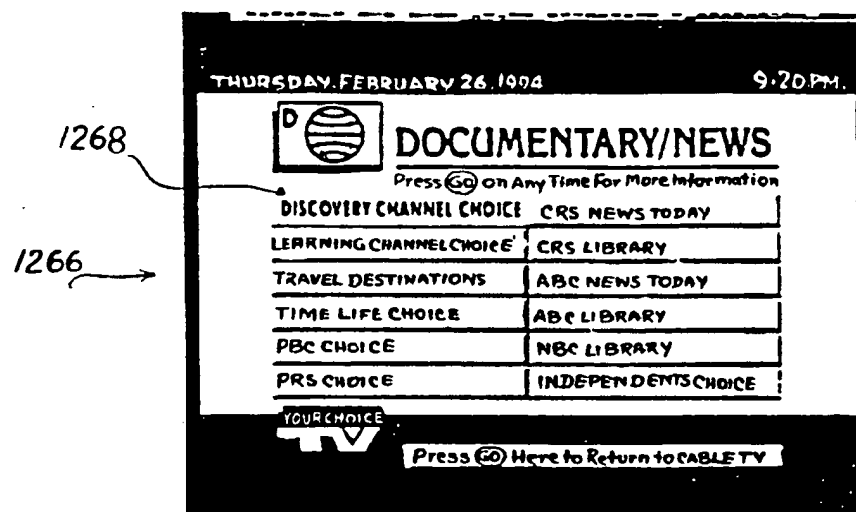 THURSDAY, FEBRUARY 26, 1994 9:20 P.M.
1268
D
DOCUMENTARY/NEWS
Press GO on Any Time For More Information
DISCOVERY CHANNEL CHOICE CRS NEWS TODAY
LEARNING CHANNEL CHOICE CRS LIBRARY
1266
TRAVEL DESTINATIONS ABC NEWS TODAY
TIME LIFE CHOICE ABC LIBRARY
PBC CHOICE NBC LIBRARY
PRS CHOICE INDEPENDENTS CHOICE
YOUR CHOICE
TV
Press GO Here to Return to CABLE TV